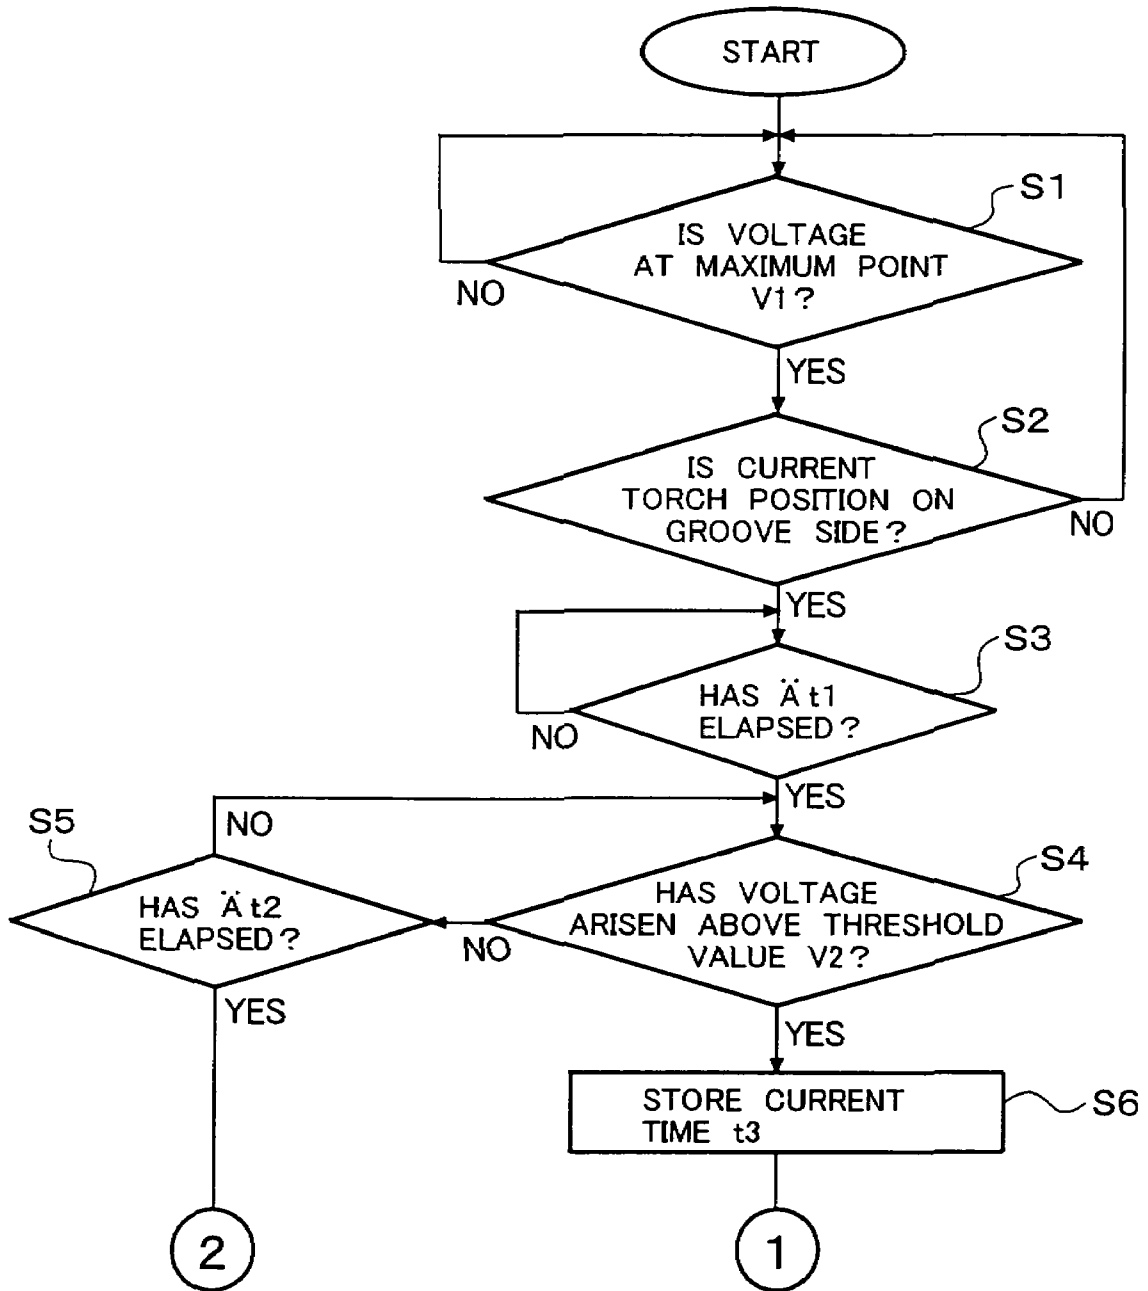 START
S1
IS VOLTAGE
AT MAXIMUM POINT
V1?
NO
YES
S2
IS CURRENT
TORCH POSITION ON
GROOVE SIDE?
NO
YES
S3
HAS Ät1
ELAPSED?
NO
YES
S4
HAS VOLTAGE
ARISEN ABOVE THRESHOLD
VALUE V2?
NO
YES
S5
NO
HAS Ät2
ELAPSED?
YES
STORE CURRENT
TIME t3
S6
2
1